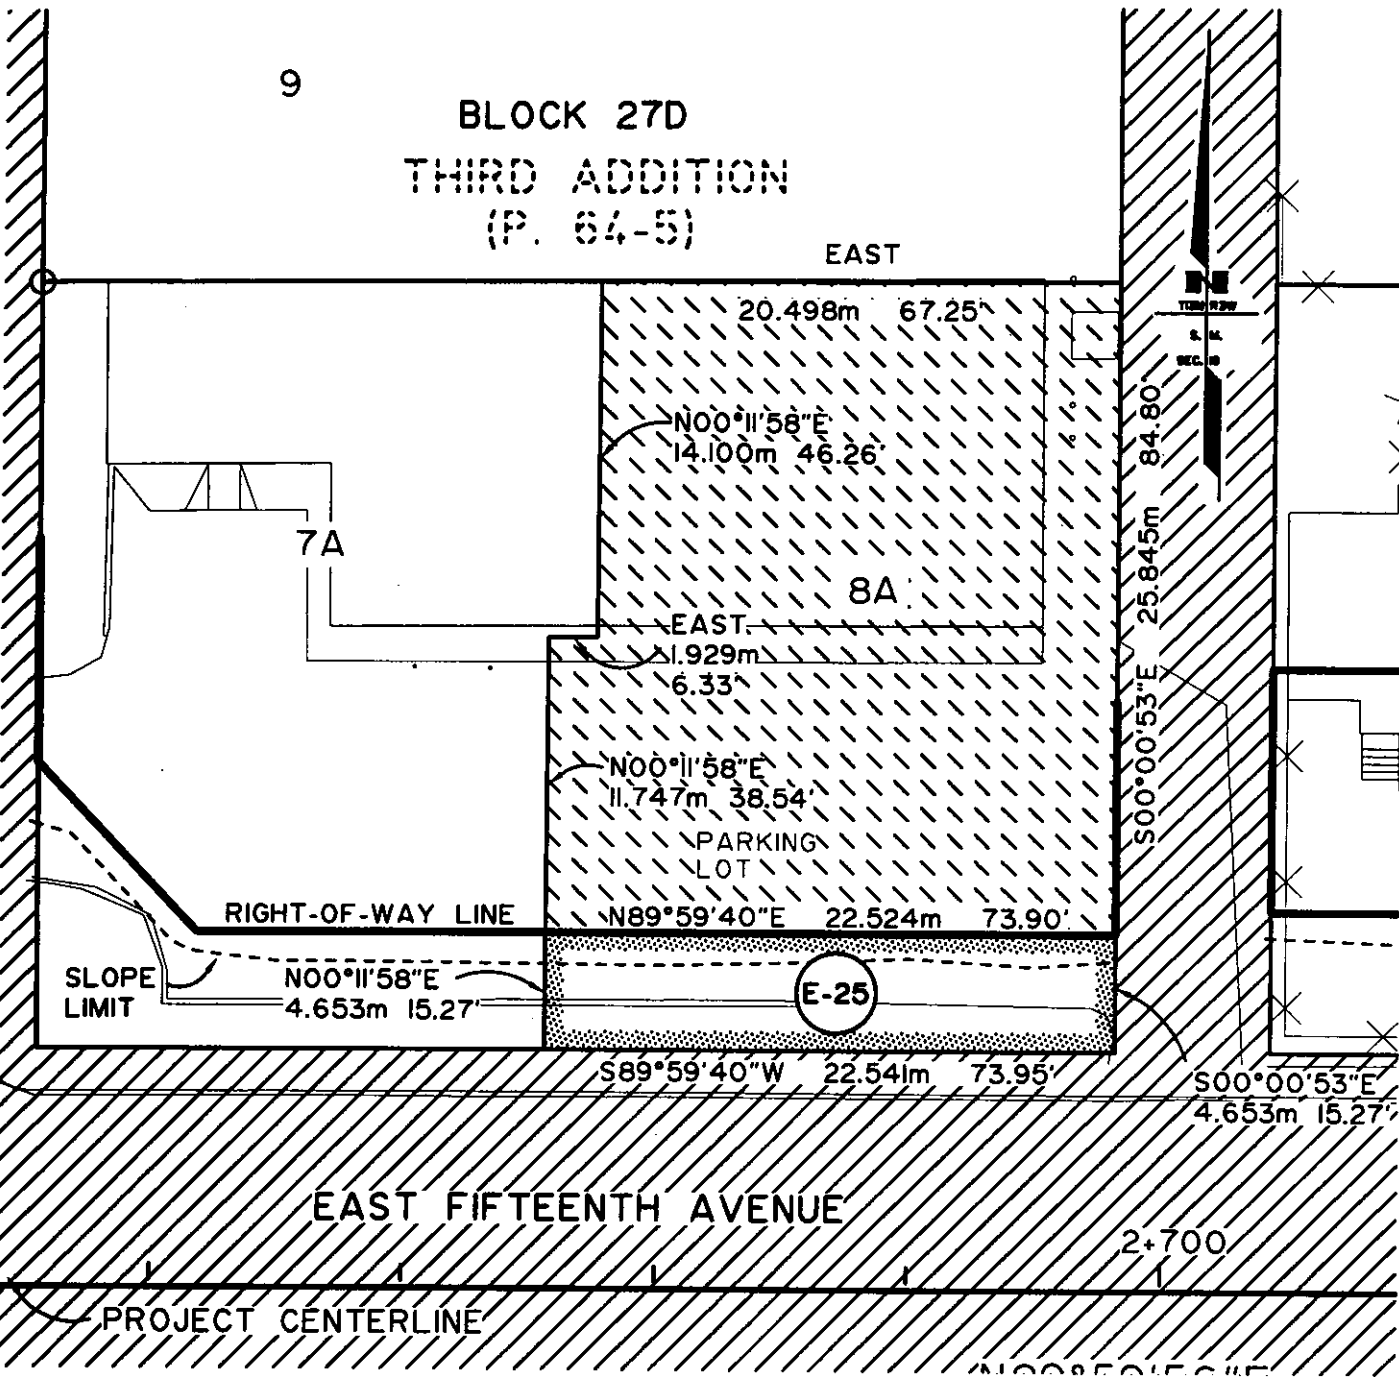 9
BLOCK 27D
THIRD ADDITION
(P. 64-5)
EAST
20.498m 67.25'
N
S. M.
SEC. 18
N00°11'58"E
14.100m 46.26'
S00°00'53"E 25.845m 84.80'
7A
8A
EAST
1.929m
6.33'
N00°11'58"E
11.747m 38.54'
PARKING
LOT
RIGHT-OF-WAY LINE
N89°59'40"E 22.524m 73.90'
SLOPE
LIMIT
N00°11'58"E
4.653m 15.27'
E-25
S89°59'40"W 22.541m 73.95'
S00°00'53"E
4.653m 15.27'
EAST FIFTEENTH AVENUE
2+700
PROJECT CENTERLINE